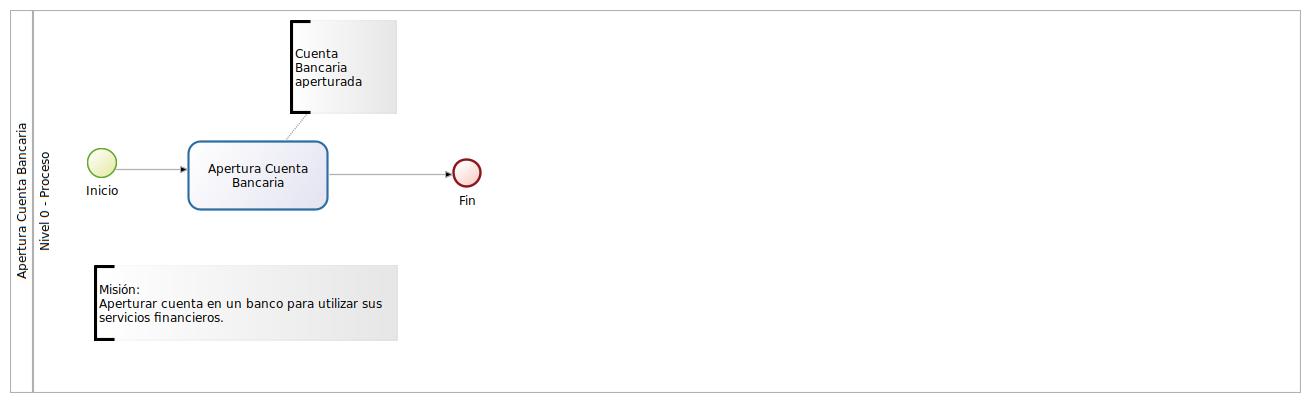 Apertura Cuenta Bancaria
Nivel 0 - Proceso
Cuenta
Bancaria
aperturada
Inicio
Apertura Cuenta
Bancaria
Fin
Misión:
Aperturar cuenta en un banco para utilizar sus
servicios financieros.